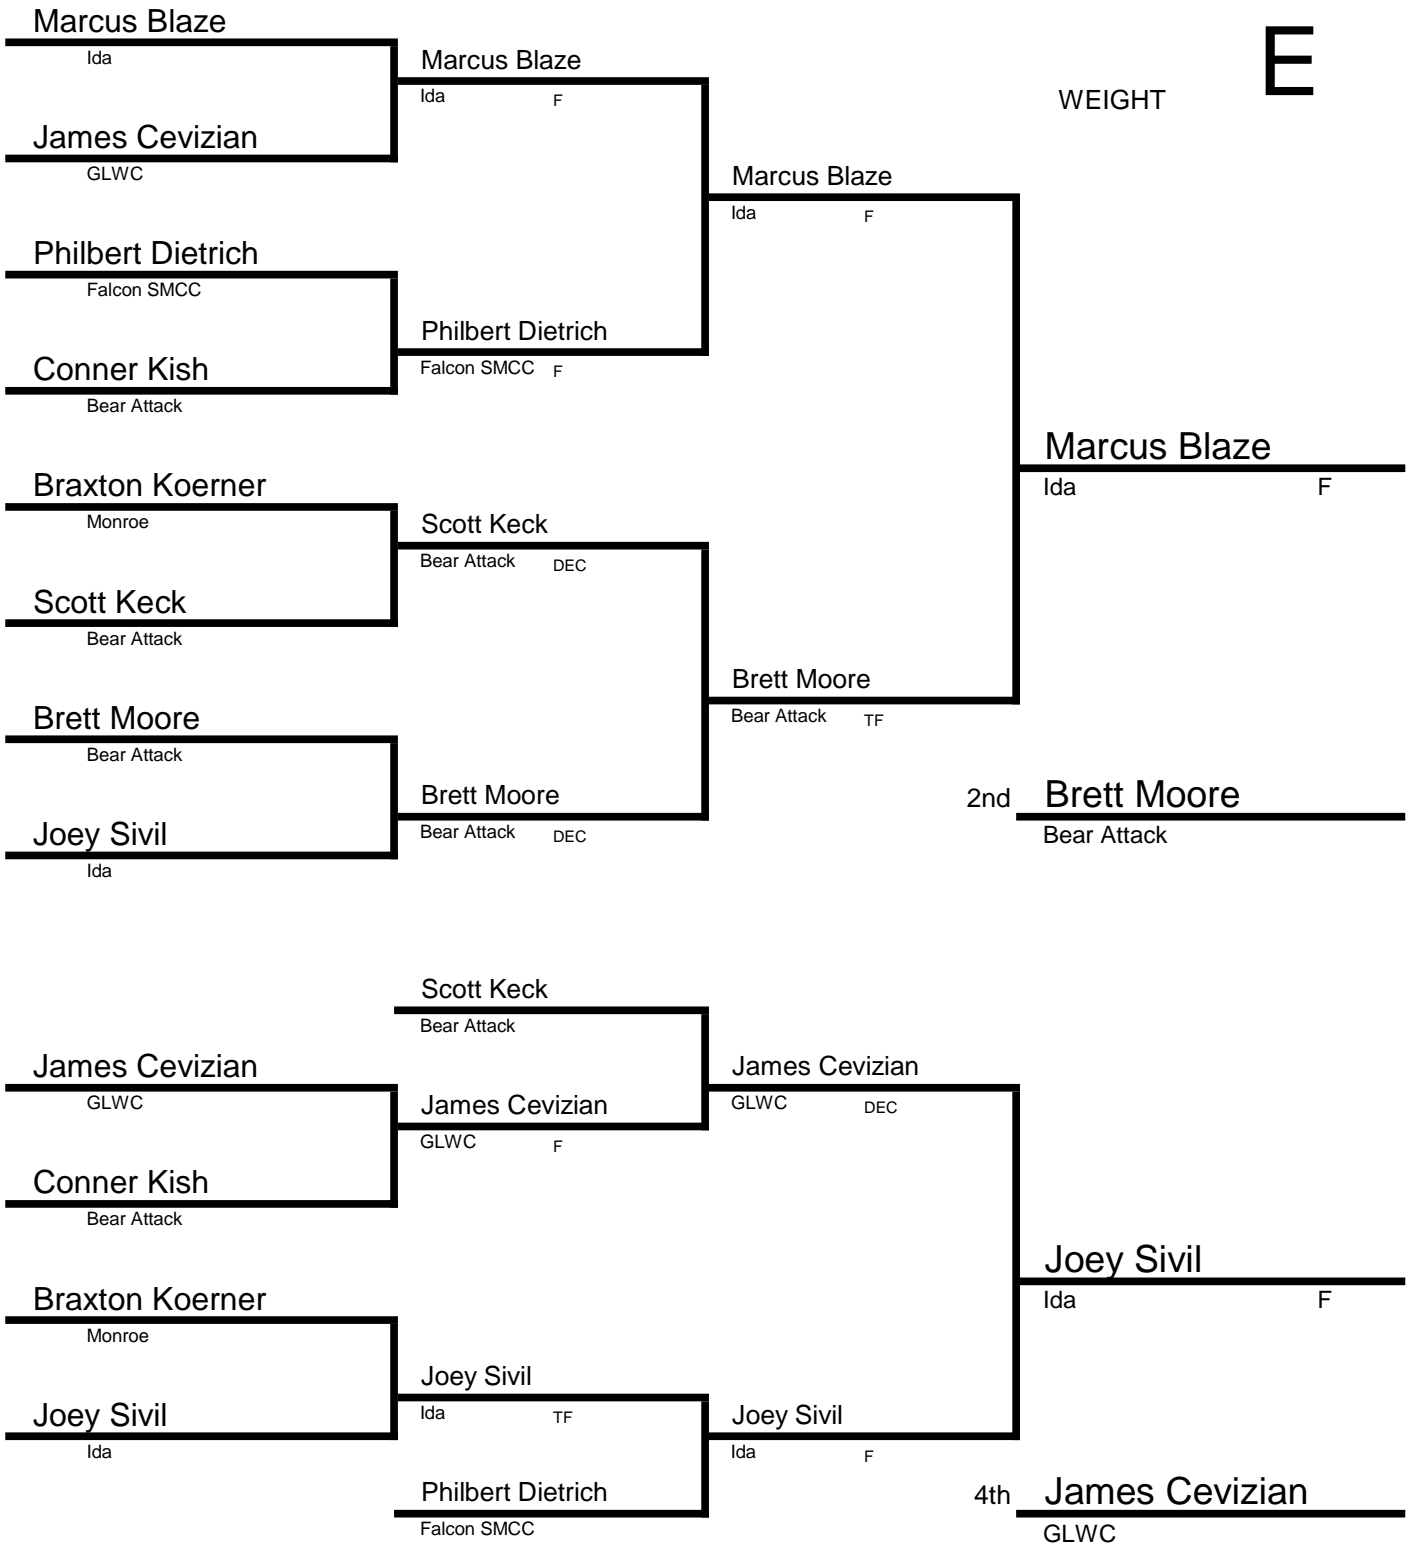 Marcus Blaze
Ida
Marcus Blaze
Ida F
E
WEIGHT
James Cevizian
GLWC
Marcus Blaze
Ida F
Philbert Dietrich
Falcon SMCC
Philbert Dietrich
Falcon SMCC F
Conner Kish
Bear Attack
Marcus Blaze
Ida F
Braxton Koerner
Monroe
Scott Keck
Bear Attack DEC
Scott Keck
Bear Attack
Brett Moore
Bear Attack TF
Brett Moore
Bear Attack
2nd Brett Moore
Bear Attack
Brett Moore
Bear Attack DEC
Joey Sivil
Ida
Scott Keck
Bear Attack
James Cevizian
GLWC
James Cevizian
GLWC DEC
James Cevizian
GLWC F
Conner Kish
Bear Attack
Joey Sivil
Ida F
Braxton Koerner
Monroe
Joey Sivil
Ida TF
Joey Sivil
Ida
Joey Sivil
Ida F
Philbert Dietrich
Falcon SMCC
4th James Cevizian
GLWC